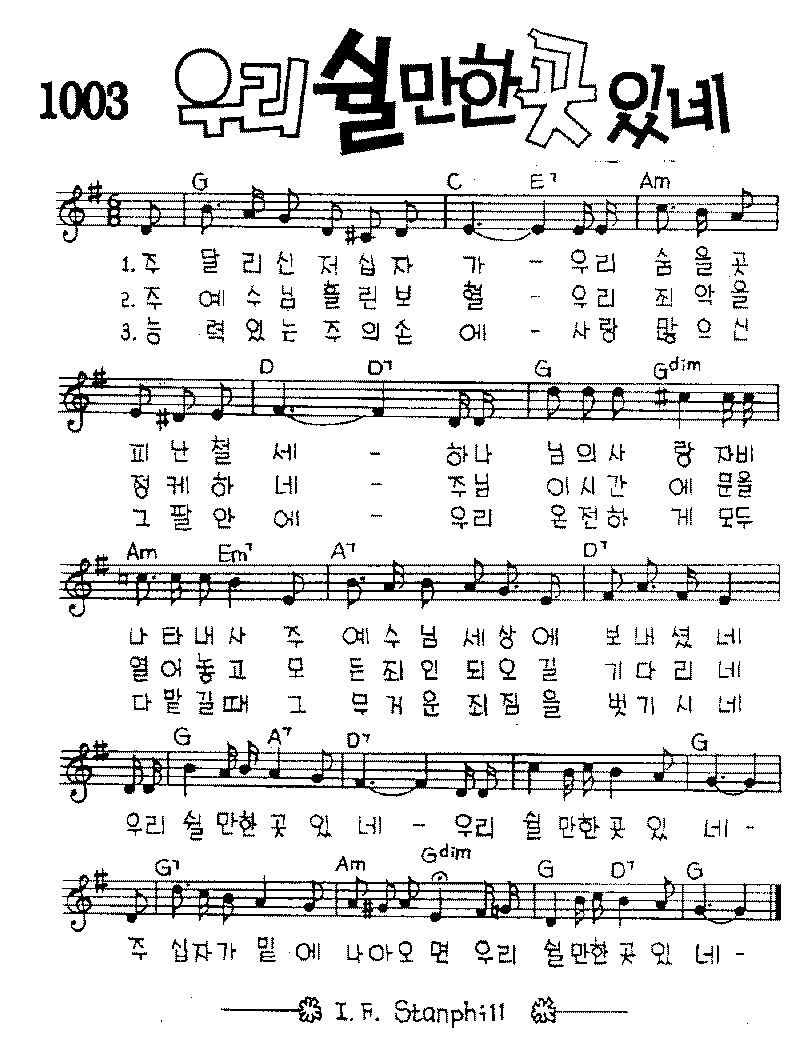 1003 우리 쉴만한 곳 있네
G C E7 Am
1. 주 달리신 저십자 가 - 우리 숨을곳
2. 주 예수님 흘린보 혈 - 우리 죄악을
3. 능 력있는 주의손 에 - 사랑 많으신
D D7 G Gdim
피난철 세 - 하나 님의사 랑 자비
정케하 네 - 주님 이시간 에 문을
그팔안 에 - 우리 온전하 게 모두
Am Em7 A7 D7
나타내사 주 예수님 세상에 보내셨네
열어놓고 모 든죄인 되오길 기다리네
다맡길때 그 무거운 죄짐을 벗기시네
G A7 D7 G
우리 쉴 만한곳 있 네 - 우리 쉴 만한곳 있 네 -
G7 Am Gdim G D7 G
주 십자가 밑 에 나아오 면 우리 쉴만한곳 있 네 -
I. F. Stanphill